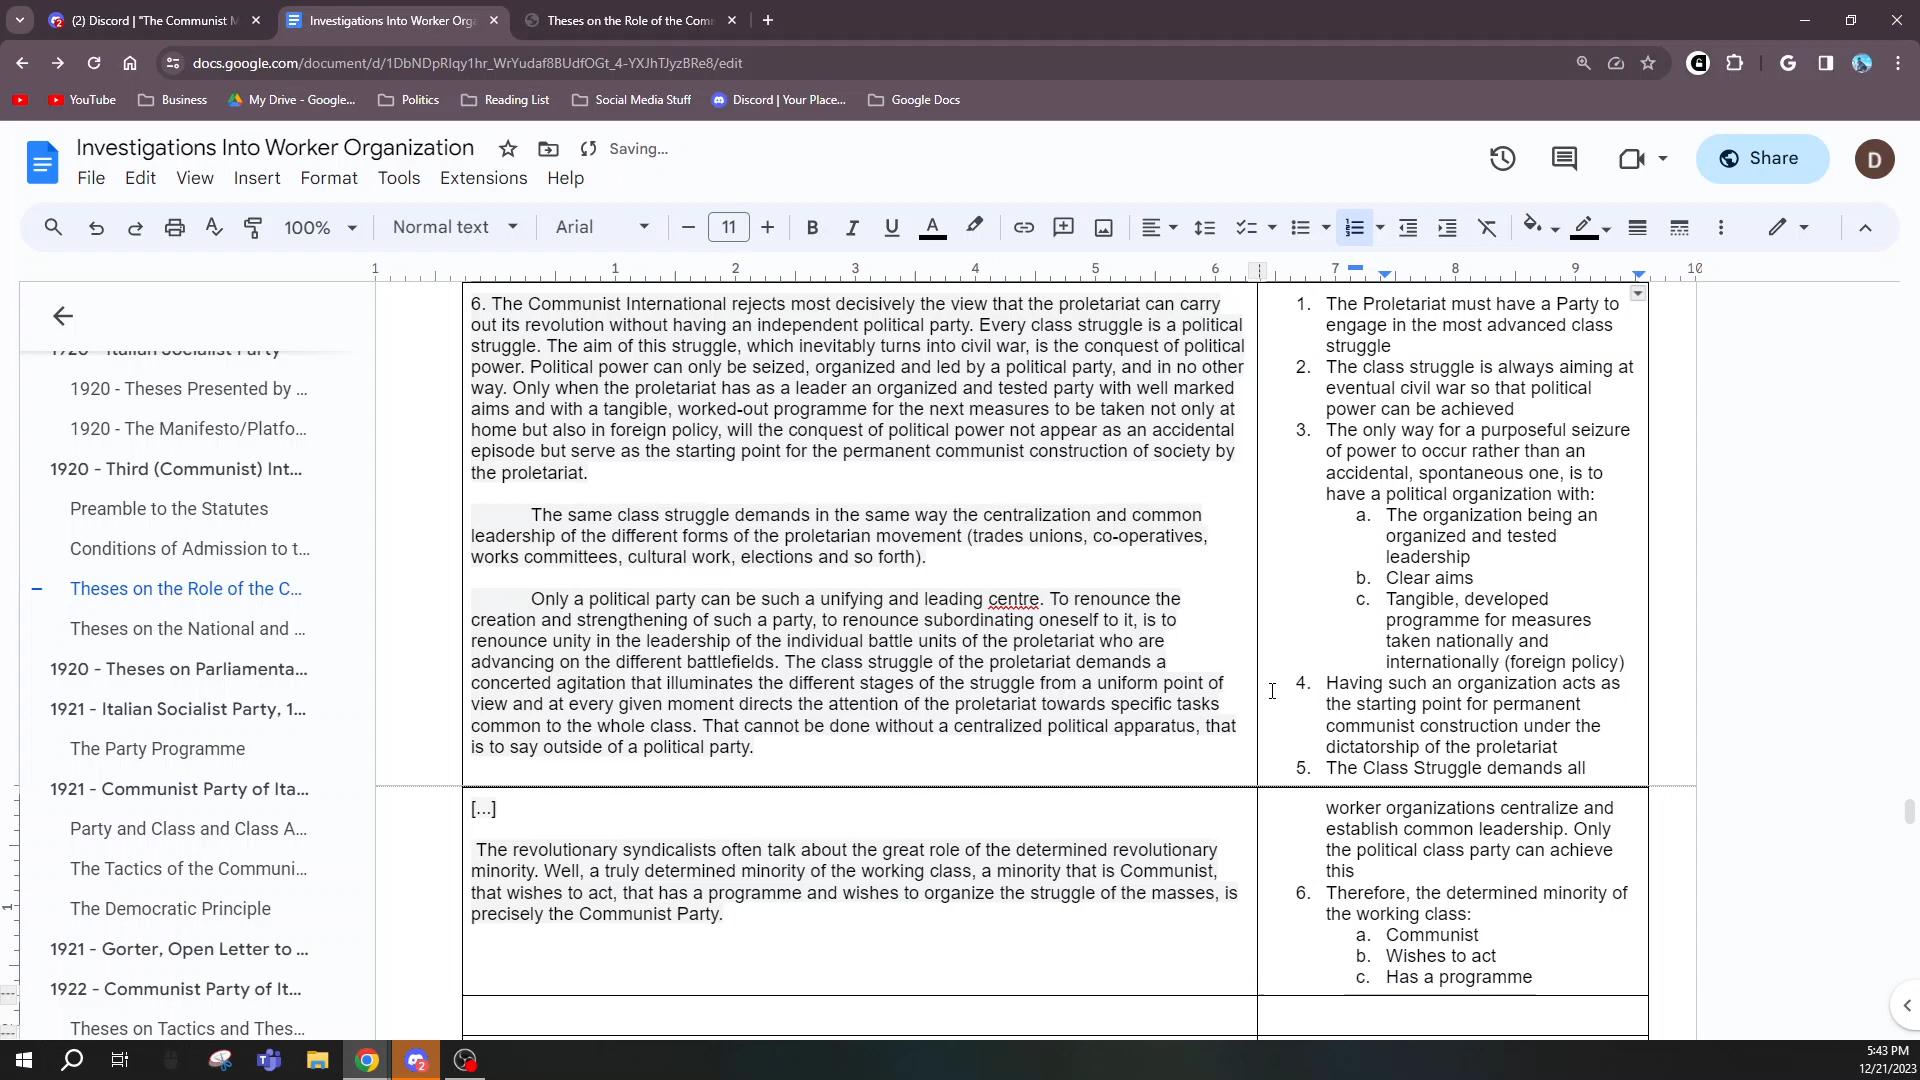 (2) Discord | "The Communist M
Investigations Into Worker Orga
Theses on the Role of the Com
docs.google.com/document/d/1DbNDpRIqy1hr_WrYudaf8BUdfOGt_4-YXJhTJyzBRe8/edit
YouTube
Business
My Drive - Google...
Politics
Reading List
Social Media Stuff
Discord | Your Place...
Google Docs
Investigations Into Worker Organization
Saving...
File Edit View Insert Format Tools Extensions Help
Share
D
100%
Normal text
Arial
11
1 1 2 3 4 5 6 7 8 9 10
1920 - Italian Socialist Party
1920 - Theses Presented by ...
1920 - The Manifesto/Platfo...
1920 - Third (Communist) Int...
Preamble to the Statutes
Conditions of Admission to t...
Theses on the Role of the C...
Theses on the National and ...
1920 - Theses on Parliamenta...
1921 - Italian Socialist Party, 1...
The Party Programme
1921 - Communist Party of Ita...
Party and Class and Class A...
The Tactics of the Communi...
The Democratic Principle
1921 - Gorter, Open Letter to ...
1922 - Communist Party of It...
Theses on Tactics and Thes...
6. The Communist International rejects most decisively the view that the proletariat can carry
out its revolution without having an independent political party. Every class struggle is a political
struggle. The aim of this struggle, which inevitably turns into civil war, is the conquest of political
power. Political power can only be seized, organized and led by a political party, and in no other
way. Only when the proletariat has as a leader an organized and tested party with well marked
aims and with a tangible, worked-out programme for the next measures to be taken not only at
home but also in foreign policy, will the conquest of political power not appear as an accidental
episode but serve as the starting point for the permanent communist construction of society by
the proletariat.
The same class struggle demands in the same way the centralization and common
leadership of the different forms of the proletarian movement (trades unions, co-operatives,
works committees, cultural work, elections and so forth).
Only a political party can be such a unifying and leading centre. To renounce the
creation and strengthening of such a party, to renounce subordinating oneself to it, is to
renounce unity in the leadership of the individual battle units of the proletariat who are
advancing on the different battlefields. The class struggle of the proletariat demands a
concerted agitation that illuminates the different stages of the struggle from a uniform point of
view and at every given moment directs the attention of the proletariat towards specific tasks
common to the whole class. That cannot be done without a centralized political apparatus, that
is to say outside of a political party.
[...]
The revolutionary syndicalists often talk about the great role of the determined revolutionary
minority. Well, a truly determined minority of the working class, a minority that is Communist,
that wishes to act, that has a programme and wishes to organize the struggle of the masses, is
precisely the Communist Party.
1. The Proletariat must have a Party to
engage in the most advanced class
struggle
2. The class struggle is always aiming at
eventual civil war so that political
power can be achieved
3. The only way for a purposeful seizure
of power to occur rather than an
accidental, spontaneous one, is to
have a political organization with:
a. The organization being an
organized and tested
leadership
b. Clear aims
c. Tangible, developed
programme for measures
taken nationally and
internationally (foreign policy)
4. Having such an organization acts as
the starting point for permanent
communist construction under the
dictatorship of the proletariat
5. The Class Struggle demands all
worker organizations centralize and
establish common leadership. Only
the political class party can achieve
this
6. Therefore, the determined minority of
the working class:
a. Communist
b. Wishes to act
c. Has a programme
5:43 PM
12/21/2023